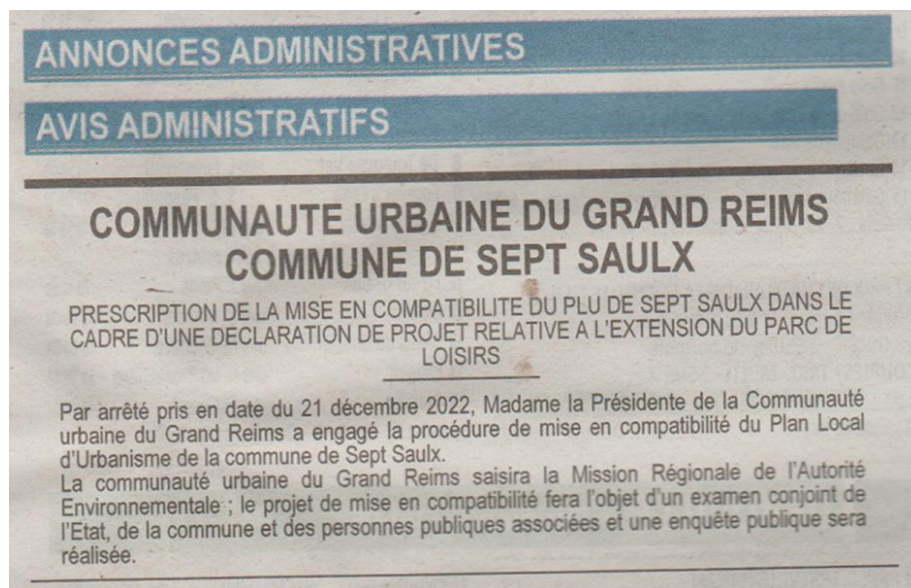 ANNONCES ADMINISTRATIVES
AVIS ADMINISTRATIFS
COMMUNAUTE URBAINE DU GRAND REIMS
COMMUNE DE SEPT SAULX
PRESCRIPTION DE LA MISE EN COMPATIBILITE DU PLU DE SEPT SAULX DANS LE
CADRE D'UNE DECLARATION DE PROJET RELATIVE A L'EXTENSION DU PARC DE
LOISIRS
Par arrêté pris en date du 21 décembre 2022, Madame la Présidente de la Communauté
urbaine du Grand Reims a engagé la procédure de mise en compatibilité du Plan Local
d'Urbanisme de la commune de Sept Saulx.
La communauté urbaine du Grand Reims saisira la Mission Régionale de l'Autorité
Environnementale ; le projet de mise en compatibilité fera l'objet d'un examen conjoint de
l'Etat, de la commune et des personnes publiques associées et une enquête publique sera
réalisée.